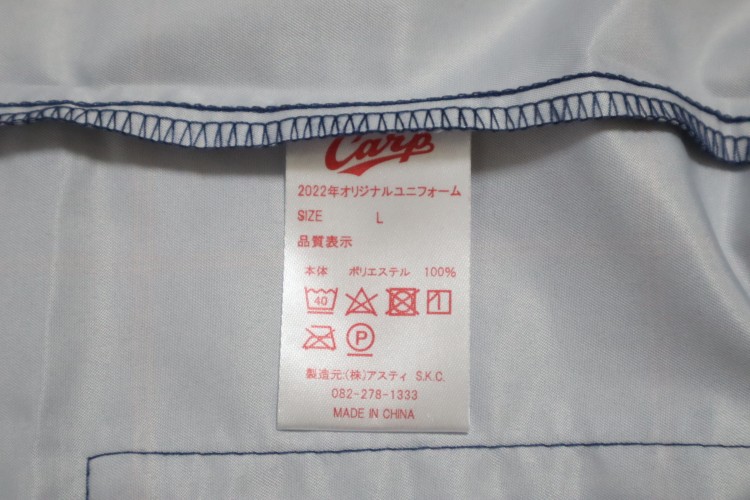 Carp
2022年オリジナルユニフォーム
SIZE L
品質表示
本体 ポリエステル 100%
40
P
製造元:(株)アスティ S.K.C.
082-278-1333
MADE IN CHINA